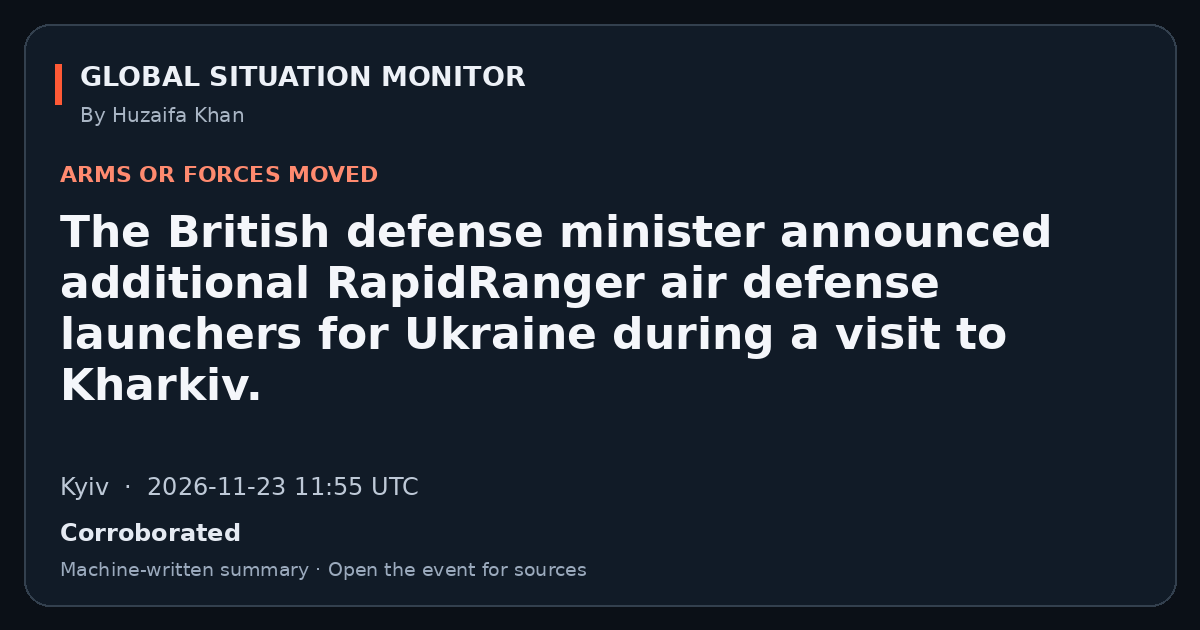 GLOBAL SITUATION MONITOR
By Huzaifa Khan
ARMS OR FORCES MOVED
The British defense minister announced
additional RapidRanger air defense
launchers for Ukraine during a visit to
Kharkiv.
Kyiv · 2026-11-23 11:55 UTC
Corroborated
Machine-written summary · Open the event for sources